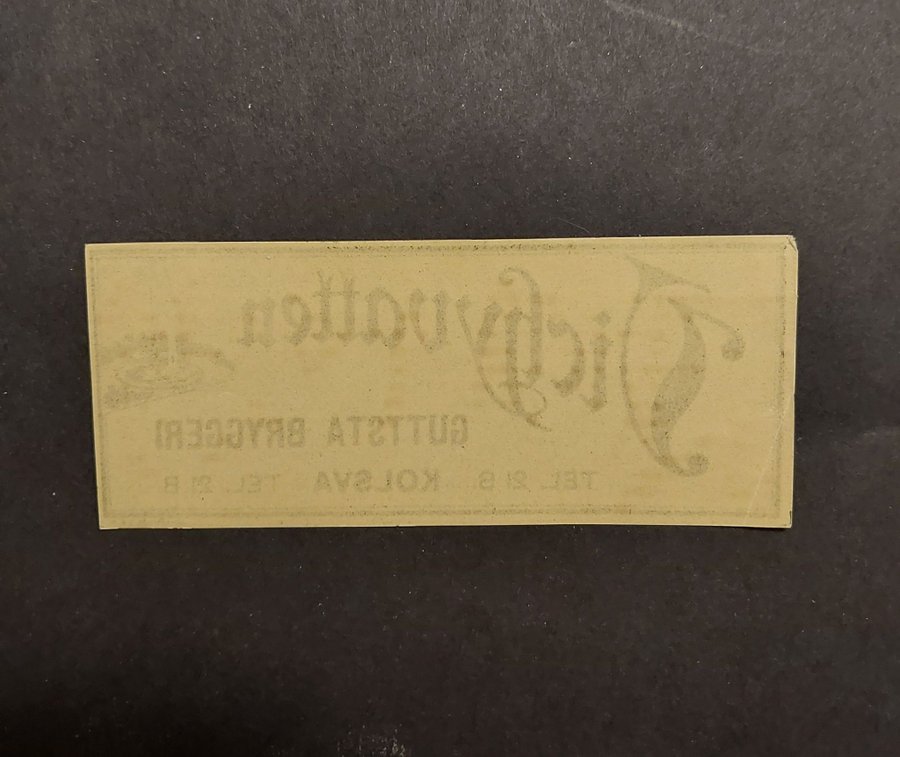 Vichyvatten
GUTTSTA BRYGGERI
TEL. 21 B. KOLSVA TEL. 21 B